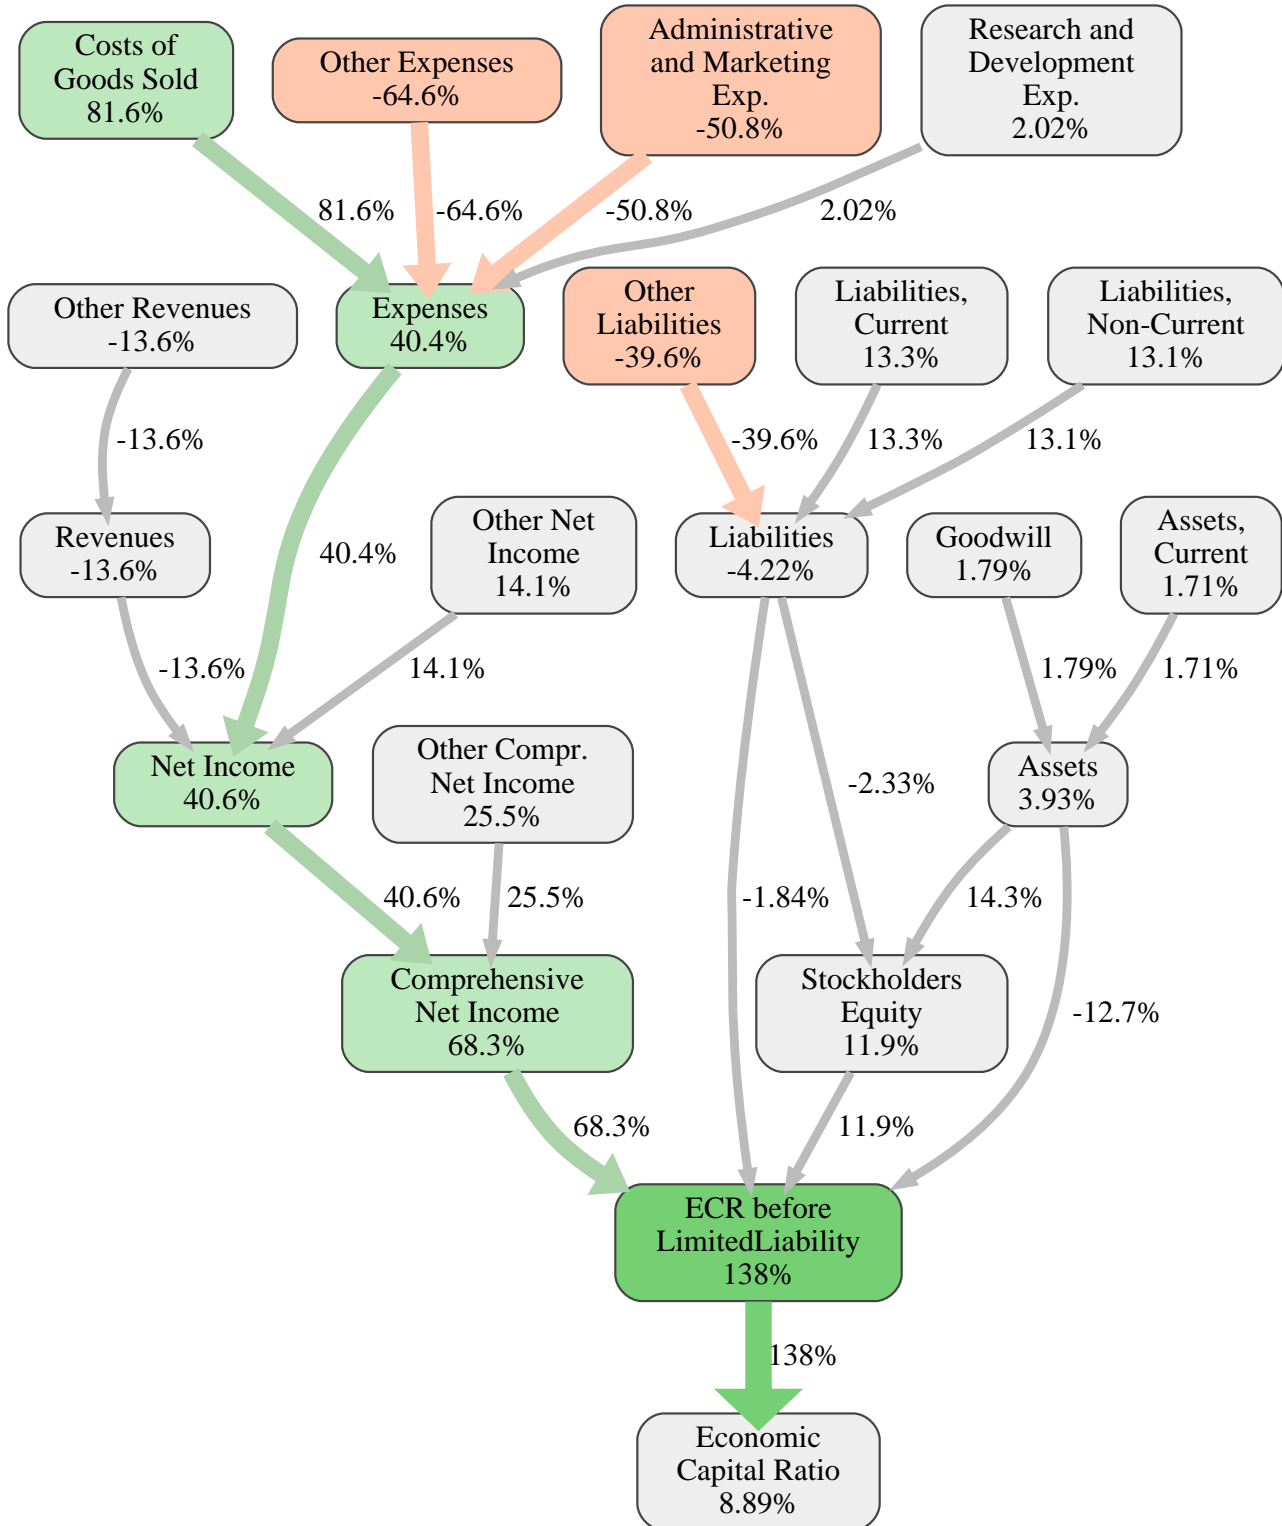 Costs of
Goods Sold
81.6%
Other Expenses
-64.6%
Administrative
and Marketing
Exp.
-50.8%
Research and
Development
Exp.
2.02%
81.6%
-64.6%
-50.8%
2.02%
Other Revenues
-13.6%
Expenses
40.4%
Other
Liabilities
-39.6%
Liabilities,
Current
13.3%
Liabilities,
Non-Current
13.1%
-13.6%
-39.6%
13.3%
13.1%
Revenues
-13.6%
40.4%
Other Net
Income
14.1%
Liabilities
-4.22%
Goodwill
1.79%
Assets,
Current
1.71%
-13.6%
14.1%
1.79%
1.71%
Net Income
40.6%
Other Compr.
Net Income
25.5%
-2.33%
Assets
3.93%
40.6%
25.5%
-1.84%
14.3%
Comprehensive
Net Income
68.3%
Stockholders
Equity
11.9%
-12.7%
68.3%
11.9%
ECR before
LimitedLiability
138%
138%
Economic
Capital Ratio
8.89%